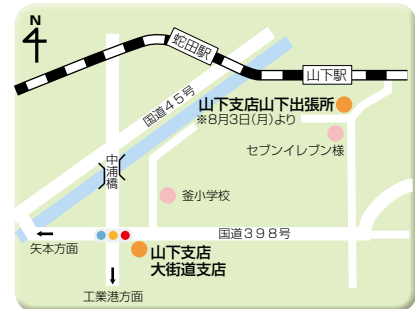 N
蛇田駅
山下駅
国道45号
山下支店山下出張所
※8月3日(月)より
セブンイレブン様
中浦橋
釜小学校
国道398号
矢本方面
山下支店
大街道支店
工業港方面